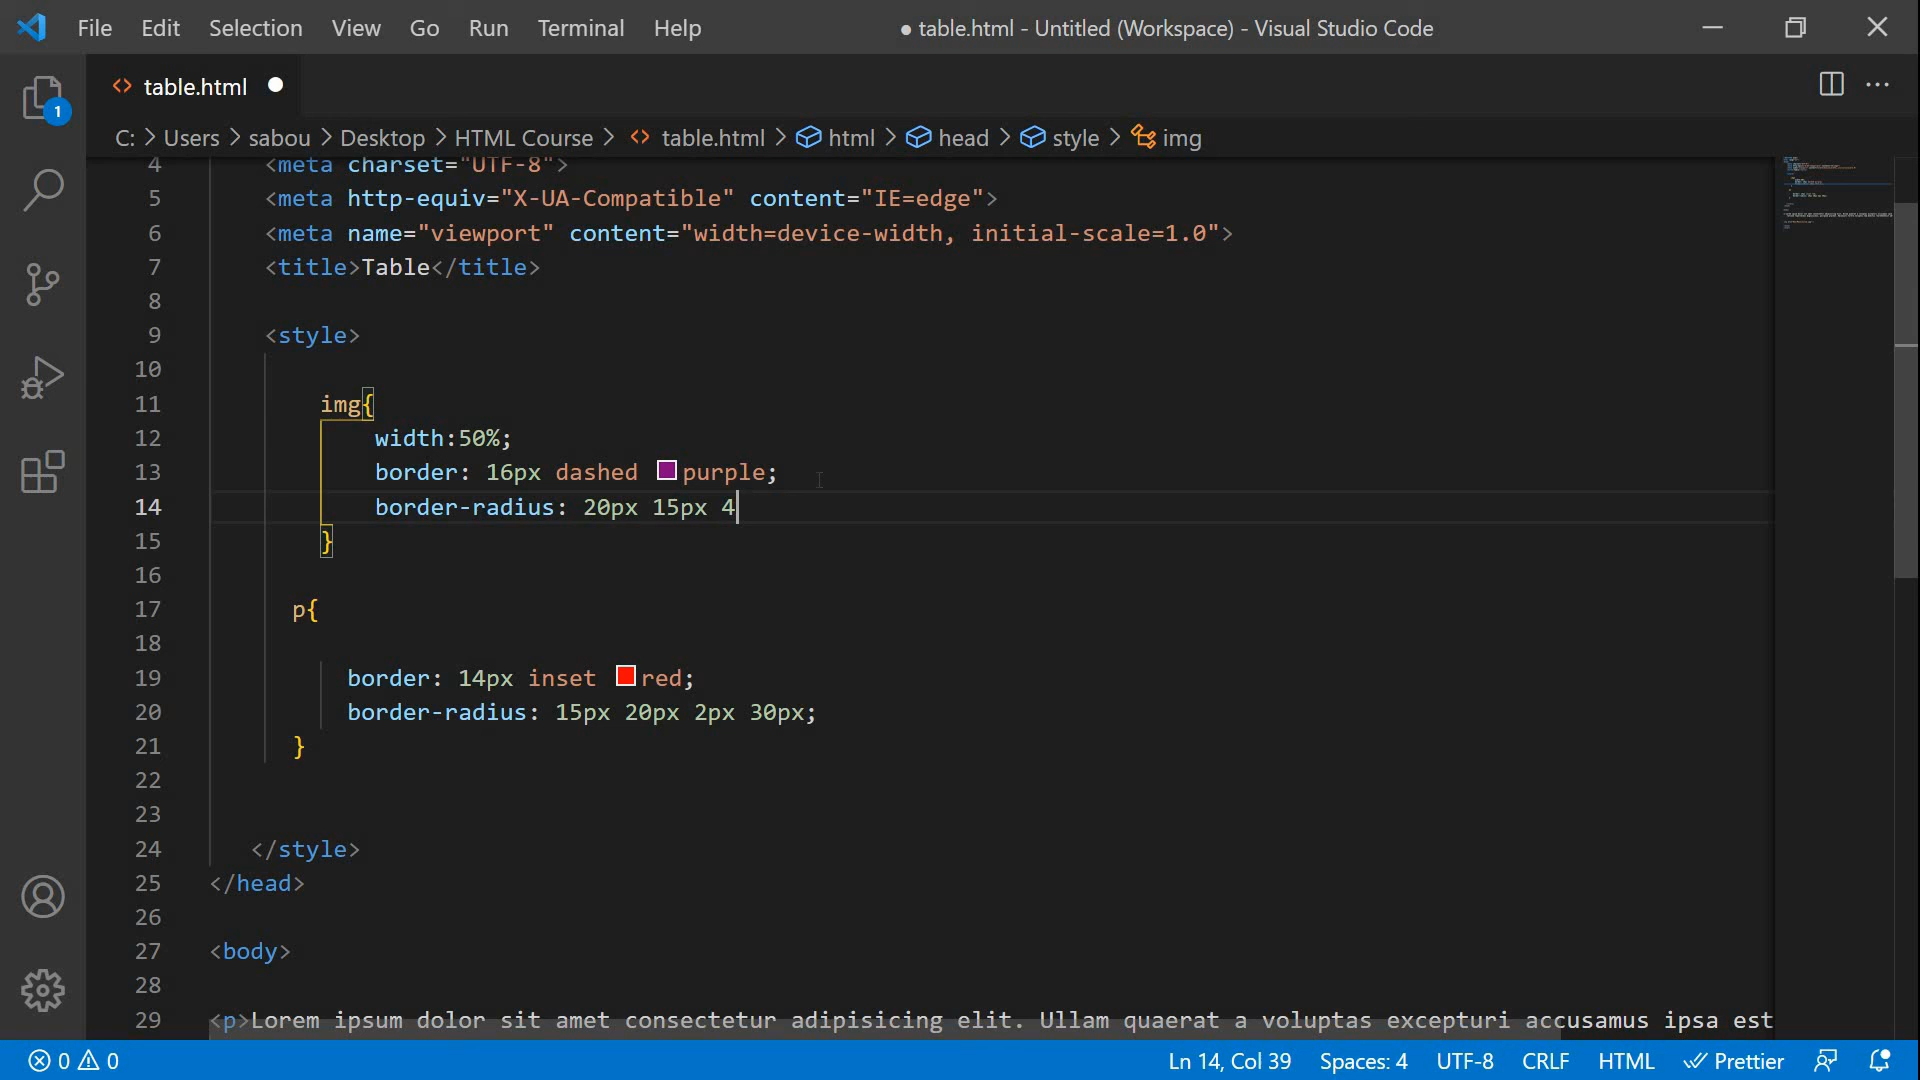 File Edit Selection View Go Run Terminal Help ● table.html - Untitled (Workspace) - Visual Studio Code
1
<> table.html ●
C: > Users > sabou > Desktop > HTML Course > <> table.html > html > head > style > img
4 <meta charset="UTF-8">
5 <meta http-equiv="X-UA-Compatible" content="IE=edge">
6 <meta name="viewport" content="width=device-width, initial-scale=1.0">
7 <title>Table</title>
8
9 <style>
10
11 img{
12 width:50%;
13 border: 16px dashed purple;
14 border-radius: 20px 15px 4
15 }
16
17 p{
18
19 border: 14px inset red;
20 border-radius: 15px 20px 2px 30px;
21 }
22
23
24 </style>
25 </head>
26
27 <body>
28
29 <p>Lorem ipsum dolor sit amet consectetur adipisicing elit. Ullam quaerat a voluptas excepturi accusamus ipsa est
0 0 Ln 14, Col 39 Spaces: 4 UTF-8 CRLF HTML Prettier